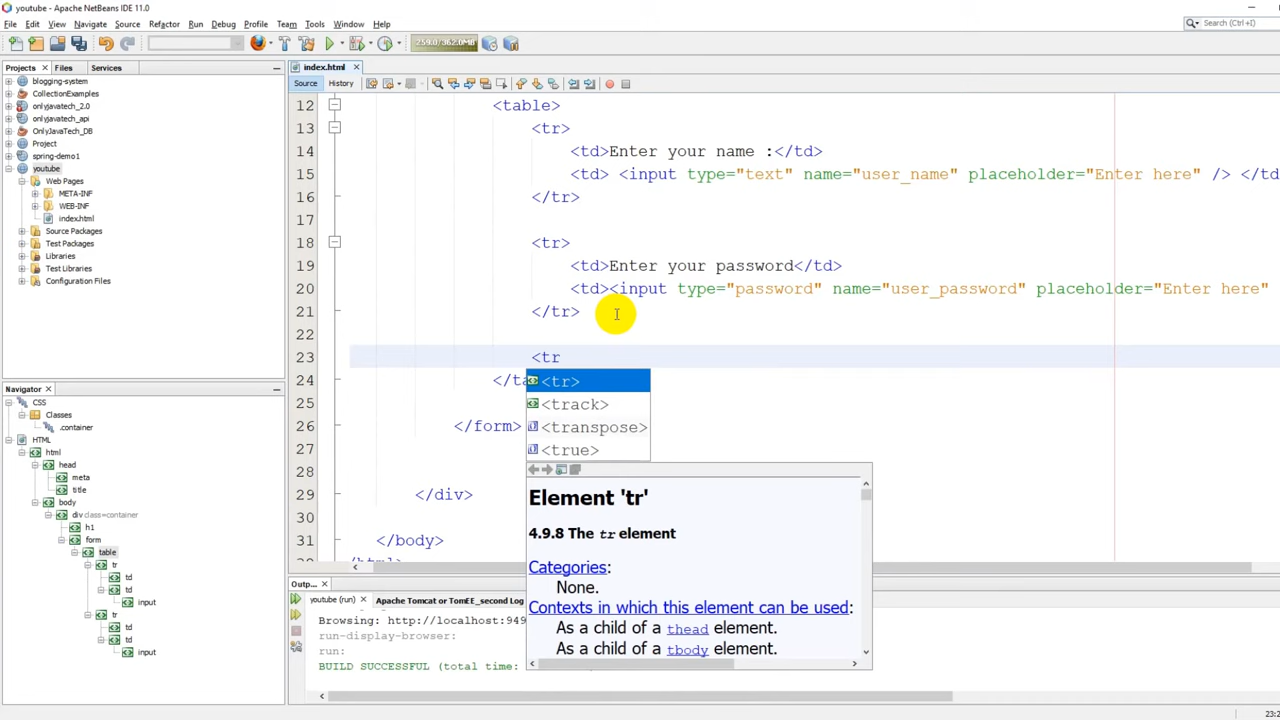 youtube - Apache NetBeans IDE 11.0
File Edit View Navigate Source Refactor Run Debug Profile Team Tools Window Help
Search (Ctrl+I)
259.0/362.0MB
Projects Files Services
blogging-system
CollectionExamples
onlyjavatech_2.0
onlyjavatech_api
OnlyJavaTech_DB
Project
spring-demo1
youtube
Web Pages
META-INF
WEB-INF
index.html
Source Packages
Test Packages
Libraries
Test Libraries
Configuration Files
Navigator
CSS
Classes
.container
HTML
html
head
meta
title
body
div class=container
h1
form
table
tr
td
td
input
tr
td
td
input
index.html
Source History
12 <table>
13 <tr>
14 <td>Enter your name :</td>
15 <td> <input type="text" name="user_name" placeholder="Enter here" /> </td
16 </tr>
17
18 <tr>
19 <td>Enter your password</td>
20 <td><input type="password" name="user_password" placeholder="Enter here"
21 </tr>
22
23 <tr
24 </ta
25
26 </form>
27
28
29 </div>
30
31 </body>
<tr>
<track>
<transpose>
<true>
Element 'tr'
4.9.8 The tr element
Categories:
None.
Contexts in which this element can be used:
As a child of a thead element.
As a child of a tbody element.
Outp...
youtube (run) Apache Tomcat or TomEE_second Log
Browsing: http://localhost:949
run-display-browser:
run:
BUILD SUCCESSFUL (total time: